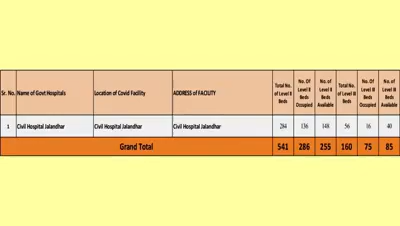 Sr. No. Name of Govt Hospitals Location of Covid Facility ADDRESS of FACILITY Total No. of Level II Beds No. Of Level II Beds Occupied No. of Level II Beds Available Total No. of Level III Beds No. Of Level III Beds Occupied No. of Level III Beds Available
1 Civil Hospital Jalandhar Civil Hospital Jalandhar Civil Hospital Jalandhar 284 136 148 56 16 40
Grand Total 541 286 255 160 75 85